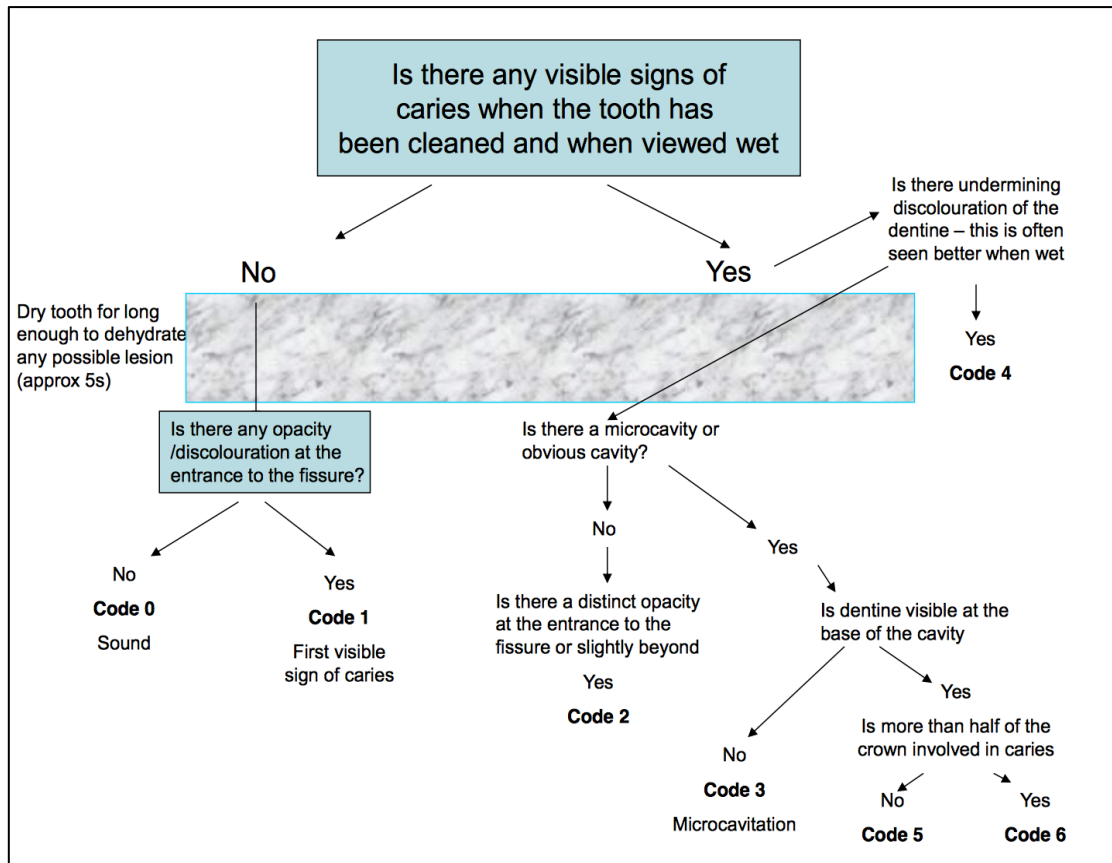 Is there any visible signs of
caries when the tooth has
been cleaned and when viewed wet
Is there undermining
discolouration of the
dentine – this is often
seen better when wet
No
Yes
Yes
Code 4
Dry tooth for long
enough to dehydrate
any possible lesion
(approx 5s)
Is there any opacity
/discolouration at the
entrance to the fissure?
Is there a microcavity or
obvious cavity?
No
Code 0
Sound
Yes
Code 1
First visible
sign of caries
No
Yes
Is there a distinct opacity
at the entrance to the
fissure or slightly beyond
Yes
Code 2
Is dentine visible at the
base of the cavity
No
Code 3
Microcavitation
Yes
Is more than half of the
crown involved in caries
No
Code 5
Yes
Code 6